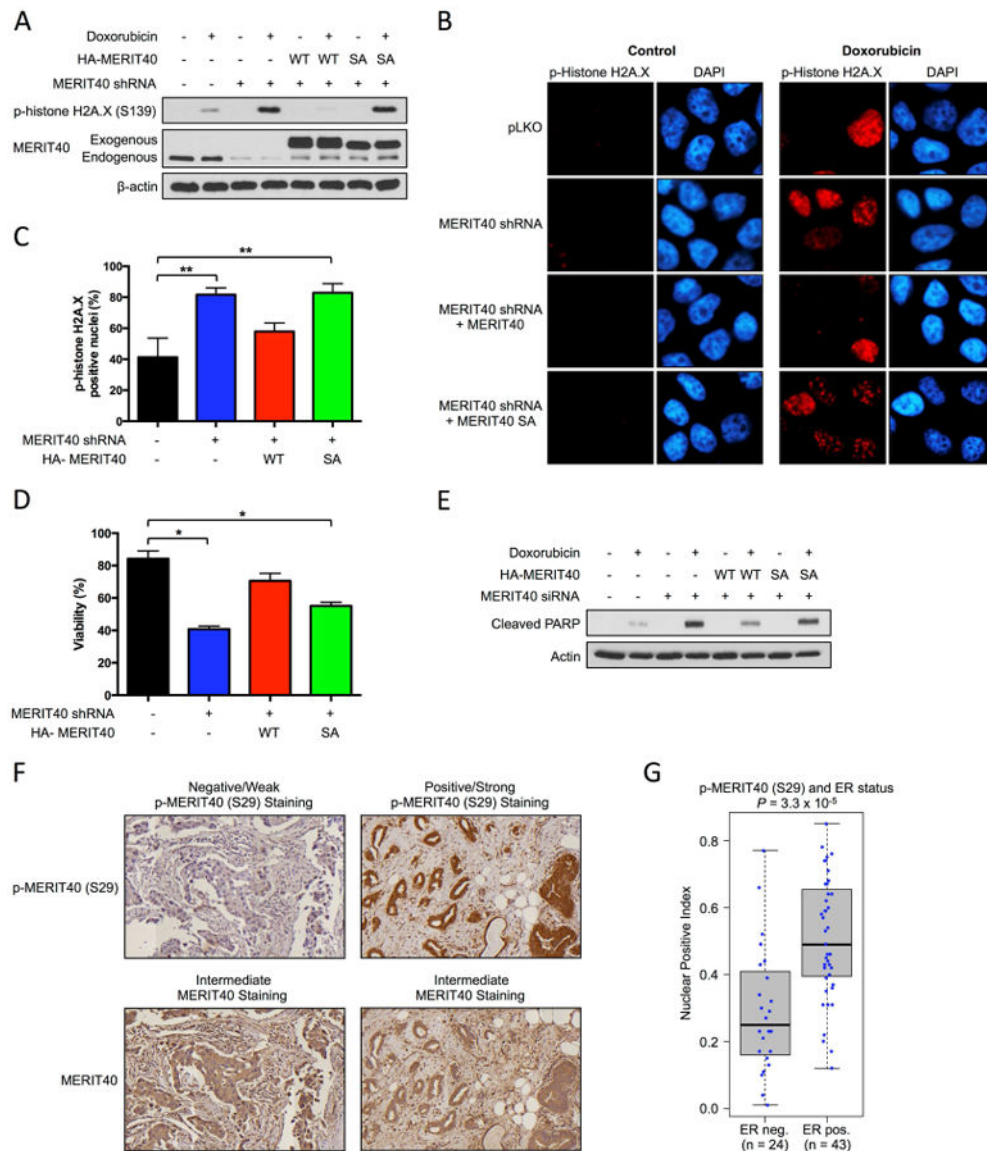 A
Doxorubicin - + - + - + - +
HA-MERIT40 - - - - WT WT SA SA
MERIT40 shRNA - - + + + + + +
p-histone H2A.X (S139)
MERIT40
Exogenous
Endogenous
β-actin
B
Control
Doxorubicin
p-Histone H2A.X
DAPI
p-Histone H2A.X
DAPI
pLKO
MERIT40 shRNA
MERIT40 shRNA
+ MERIT40
MERIT40 shRNA
+ MERIT40 SA
C
**
**
p-histone H2A.X
positive nuclei (%)
100
80
60
40
20
0
MERIT40 shRNA - + + +
HA- MERIT40 - - WT SA
D
*
*
Viability (%)
100
80
60
40
20
0
MERIT40 shRNA - + + +
HA- MERIT40 - - WT SA
E
Doxorubicin - + - + - + - +
HA-MERIT40 - - - - WT WT SA SA
MERIT40 siRNA - - + + + + + +
Cleaved PARP
Actin
F
Negative/Weak
p-MERIT40 (S29) Staining
Positive/Strong
p-MERIT40 (S29) Staining
p-MERIT40 (S29)
Intermediate
MERIT40 Staining
Intermediate
MERIT40 Staining
MERIT40
G
p-MERIT40 (S29) and ER status
P = 3.3 x 10⁻⁵
Nuclear Positive Index
0.8
0.6
0.4
0.2
0.0
ER neg.
(n = 24)
ER pos.
(n = 43)